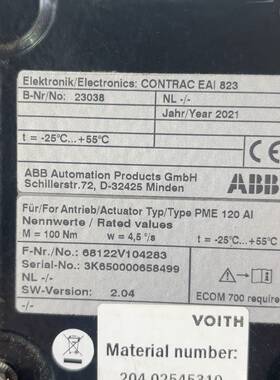 Elektronik/Electronics: CONTRAC EAI 823
B-Nr/No: 23038 NL -/-
Jahr/Year 2021
-/-
t = -25°C...+55°C CE
ABB Automation Products GmbH
Schillerstr.72, D-32425 Minden
ABB
Für/For Antrieb/Actuator Typ/Type PME 120 AI
Nennwerte / Rated values
M = 100 Nm w = 4,5°/s t = -25°C...+55°C
F-Nr./No.: 68122V104283
Serial-No.: 3K650000658499
NL -/-
SW-Version: 2.04
ECOM 700 require
-/-
VOITH
Material number:
204.02545310